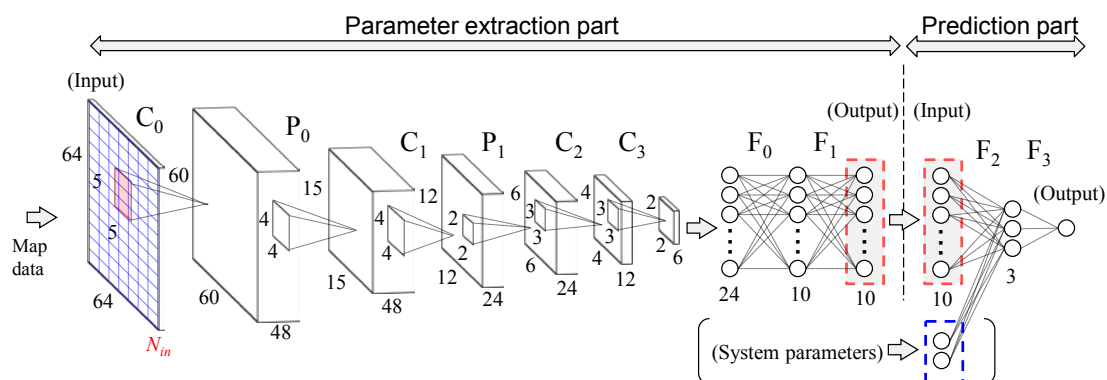 Parameter extraction part
Prediction part
(Input)
(Output)
(Input)
C0
P0
C1
P1
C2
C3
F0
F1
F2
F3
(Output)
64
5
5
60
15
4
4
4
4
12
2
2
6
3
3
4
3
3
2
2
6
Map
data
64
60
48
15
48
12
24
6
24
4
12
24
10
10
10
3
Nin
(System parameters)